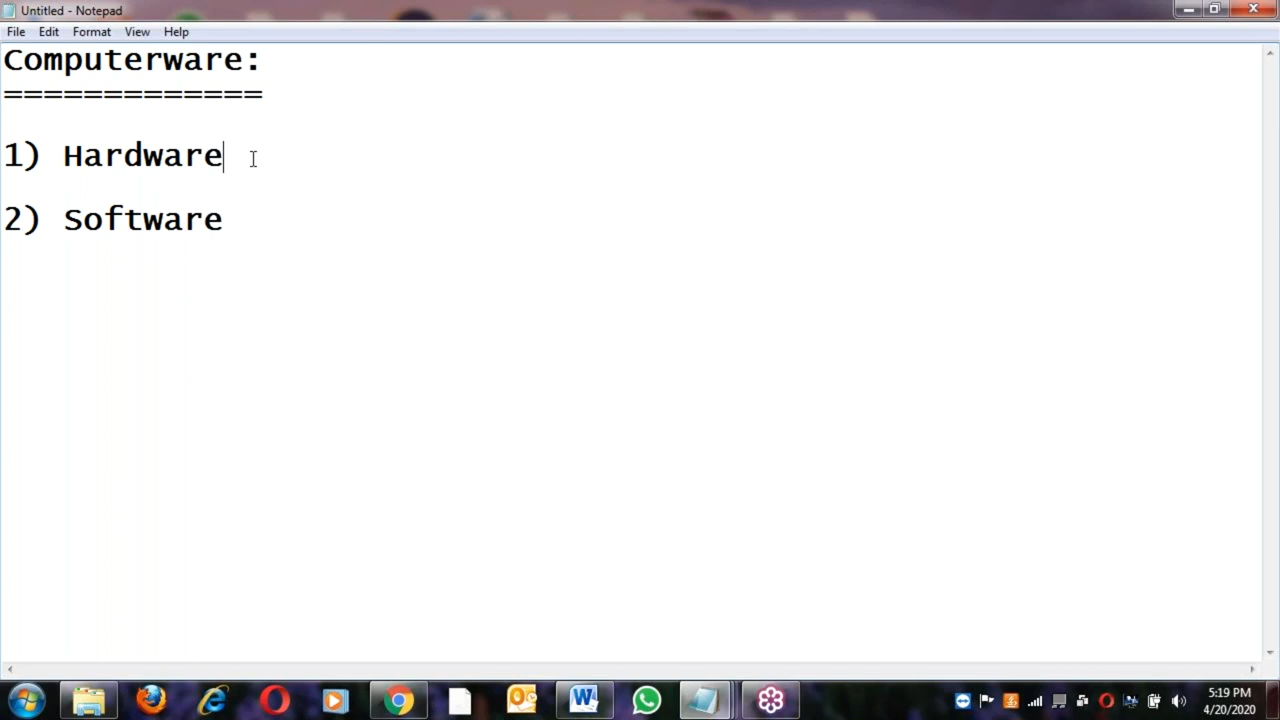 Untitled - Notepad
File Edit Format View Help
Computerware:
=============
1) Hardware
2) Software
5:19 PM
4/20/2020